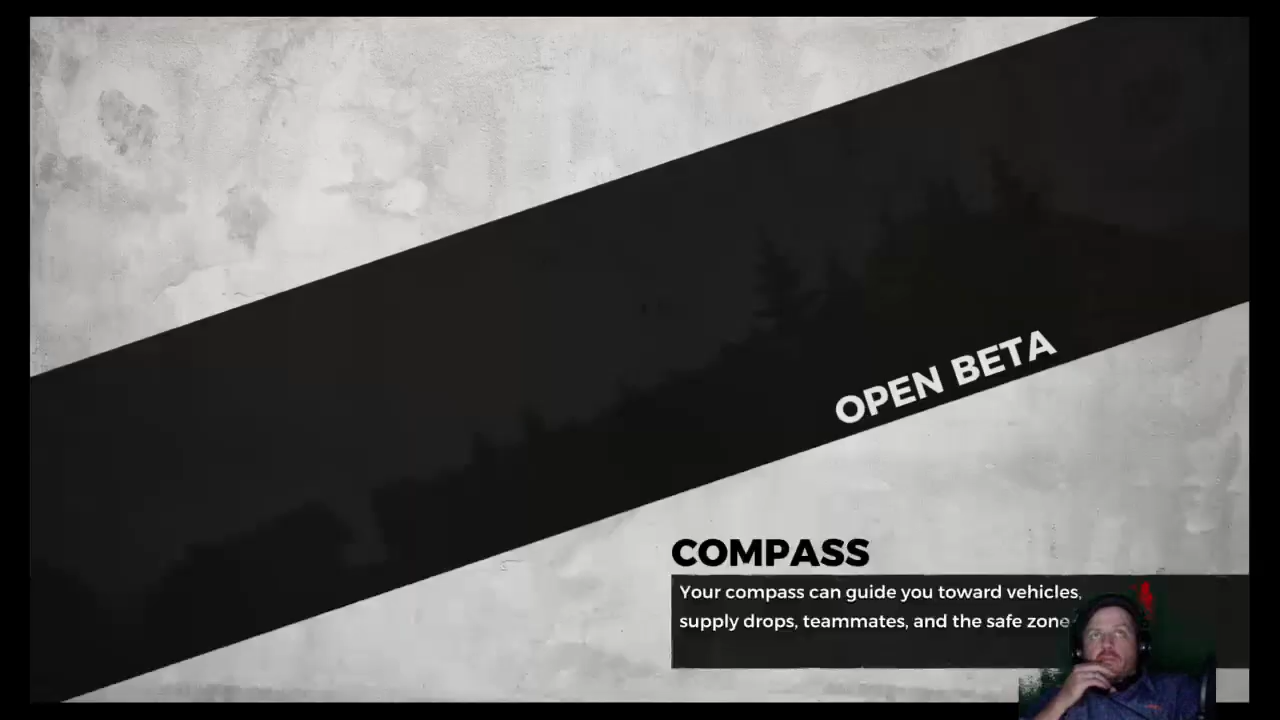 OPEN BETA
COMPASS
Your compass can guide you toward vehicles,
supply drops, teammates, and the safe zone